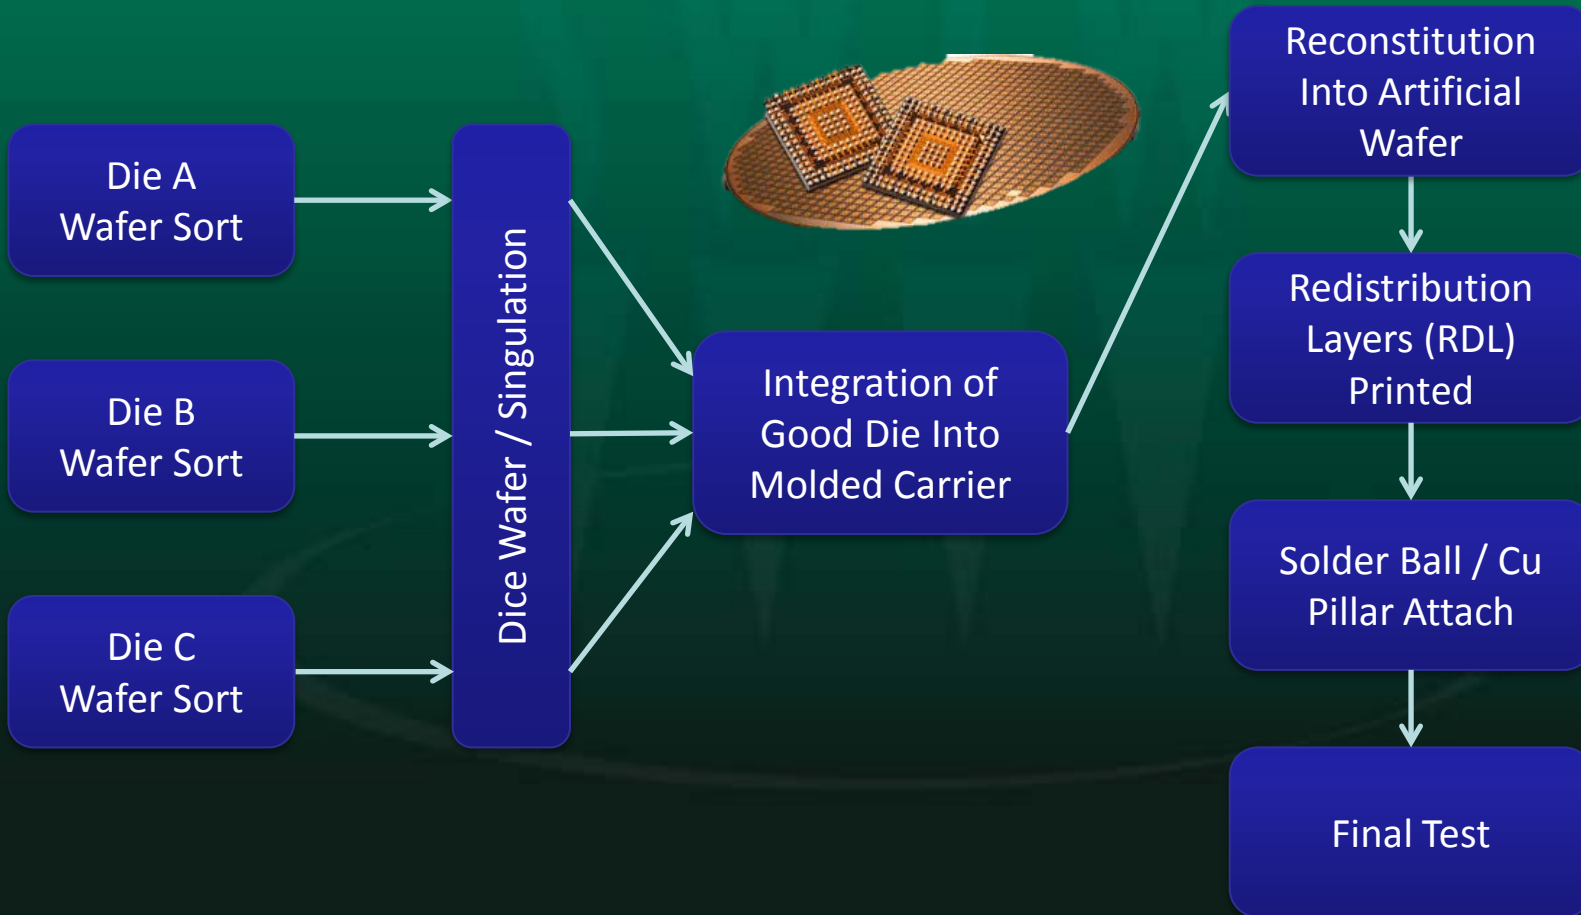 Die A
Wafer Sort
Die B
Wafer Sort
Die C
Wafer Sort
Dice Wafer / Singulation
Integration of
Good Die Into
Molded Carrier
Reconstitution
Into Artificial
Wafer
Redistribution
Layers (RDL)
Printed
Solder Ball / Cu
Pillar Attach
Final Test